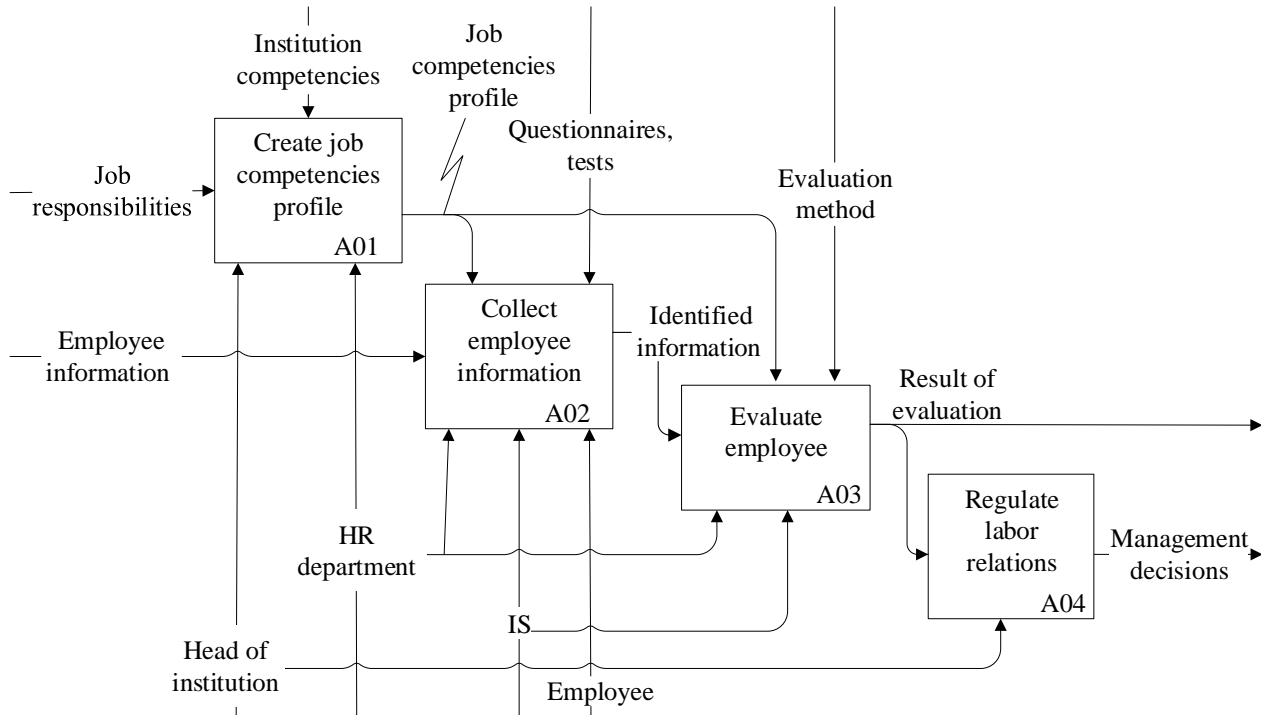 Institution
competencies
Job
competencies
profile
Questionnaires,
tests
Evaluation
method
Create job
competencies
profile
A01
Job
responsibilities
Employee
information
Collect
employee
information
A02
Identified
information
Evaluate
employee
A03
Result of
evaluation
Regulate
labor
relations
A04
Management
decisions
HR
department
IS
Head of
institution
Employee